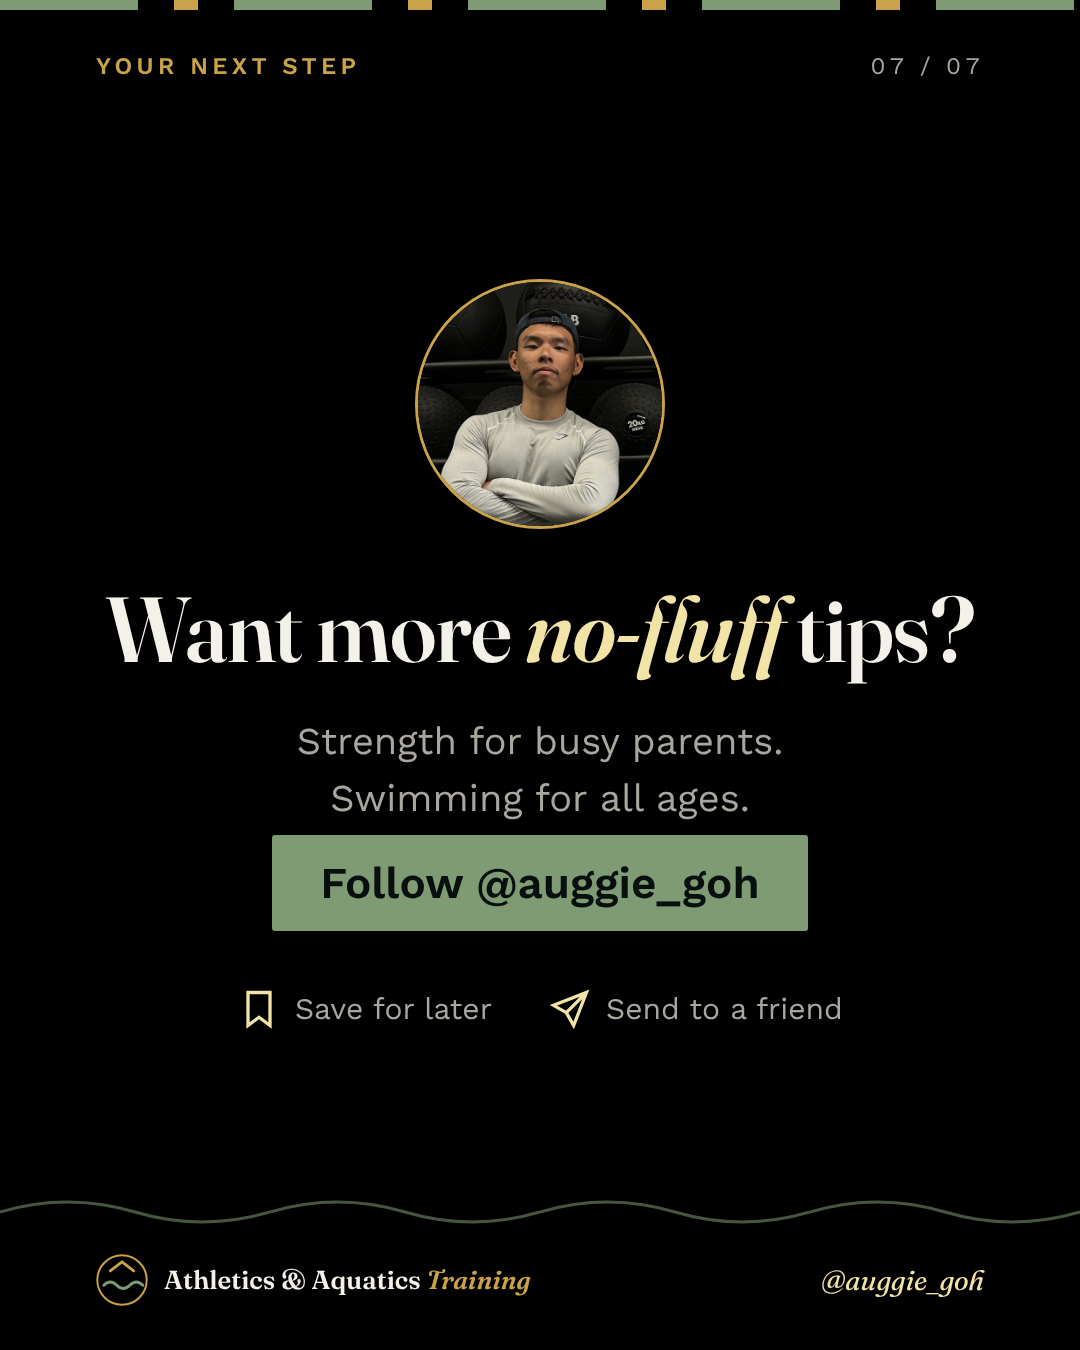 YOUR NEXT STEP
07 / 07
20KG
Want more no-fluff tips?
Strength for busy parents.
Swimming for all ages.
Follow @auggie_goh
Save for later
Send to a friend
Athletics & Aquatics Training
@auggie_goh